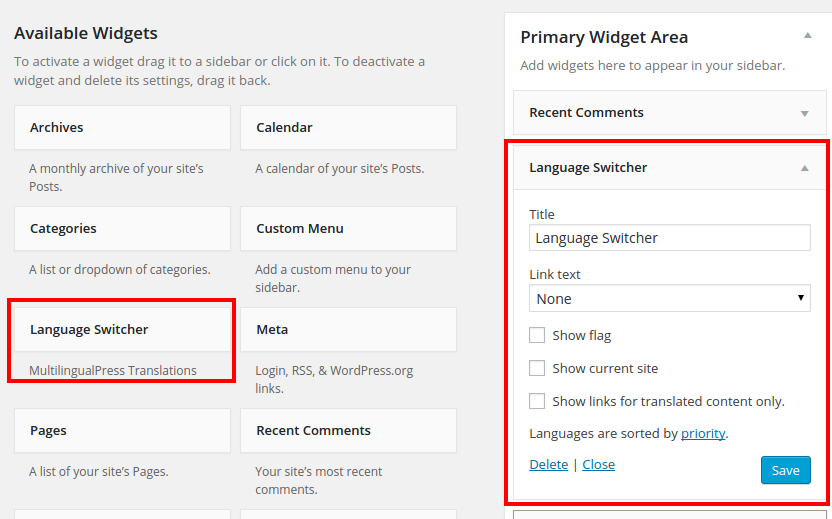 Available Widgets
To activate a widget drag it to a sidebar or click on it. To deactivate a
widget and delete its settings, drag it back.
Archives
A monthly archive of your site’s
Posts.
Calendar
A calendar of your site’s Posts.
Categories
A list or dropdown of categories.
Custom Menu
Add a custom menu to your
sidebar.
Language Switcher
MultilingualPress Translations
Meta
Login, RSS, & WordPress.org
links.
Pages
A list of your site’s Pages.
Recent Comments
Your site’s most recent
comments.
Primary Widget Area
Add widgets here to appear in your sidebar.
Recent Comments
Language Switcher
Title
Language Switcher
Link text
None
Show flag
Show current site
Show links for translated content only.
Languages are sorted by priority.
Delete | Close
Save